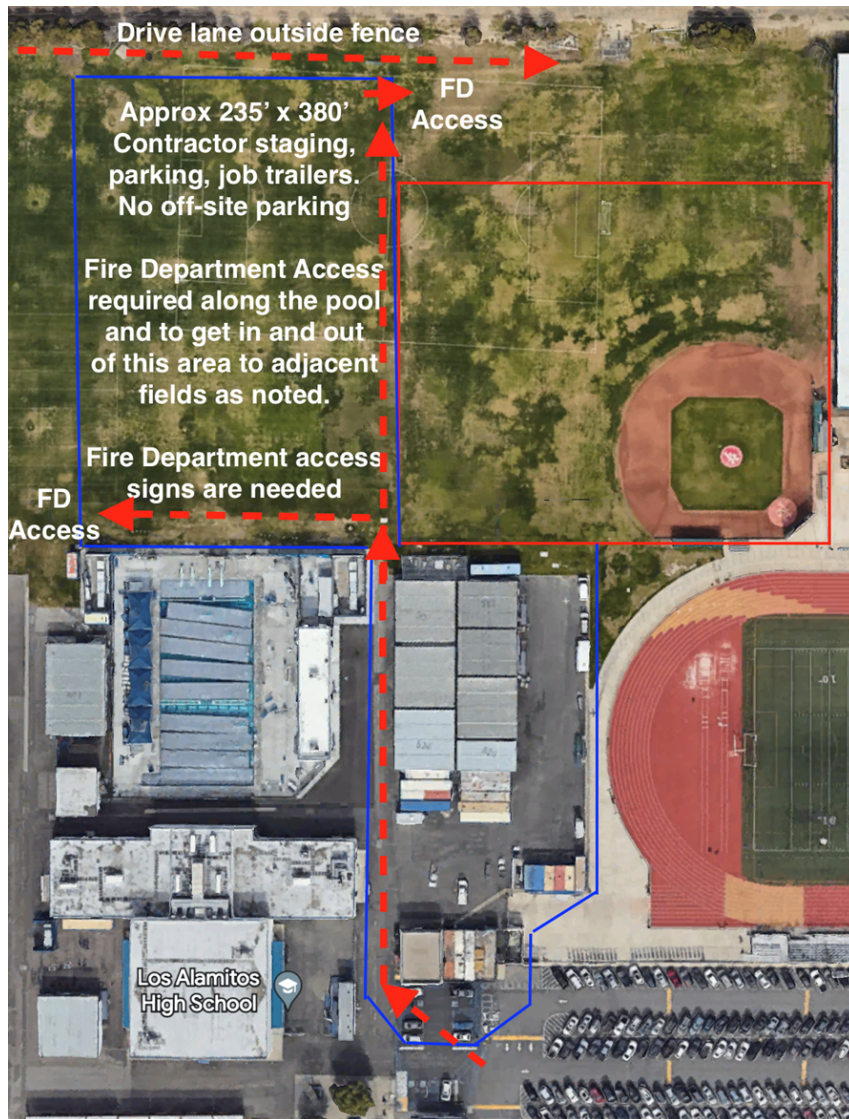 Drive lane outside fence
FD
Access
Approx 235’ x 380’
Contractor staging,
parking, job trailers.
No off-site parking
Fire Department Access
required along the pool
and to get in and out
of this area to adjacent
fields as noted.
Fire Department access
signs are needed
FD
Access
Los Alamitos
High School